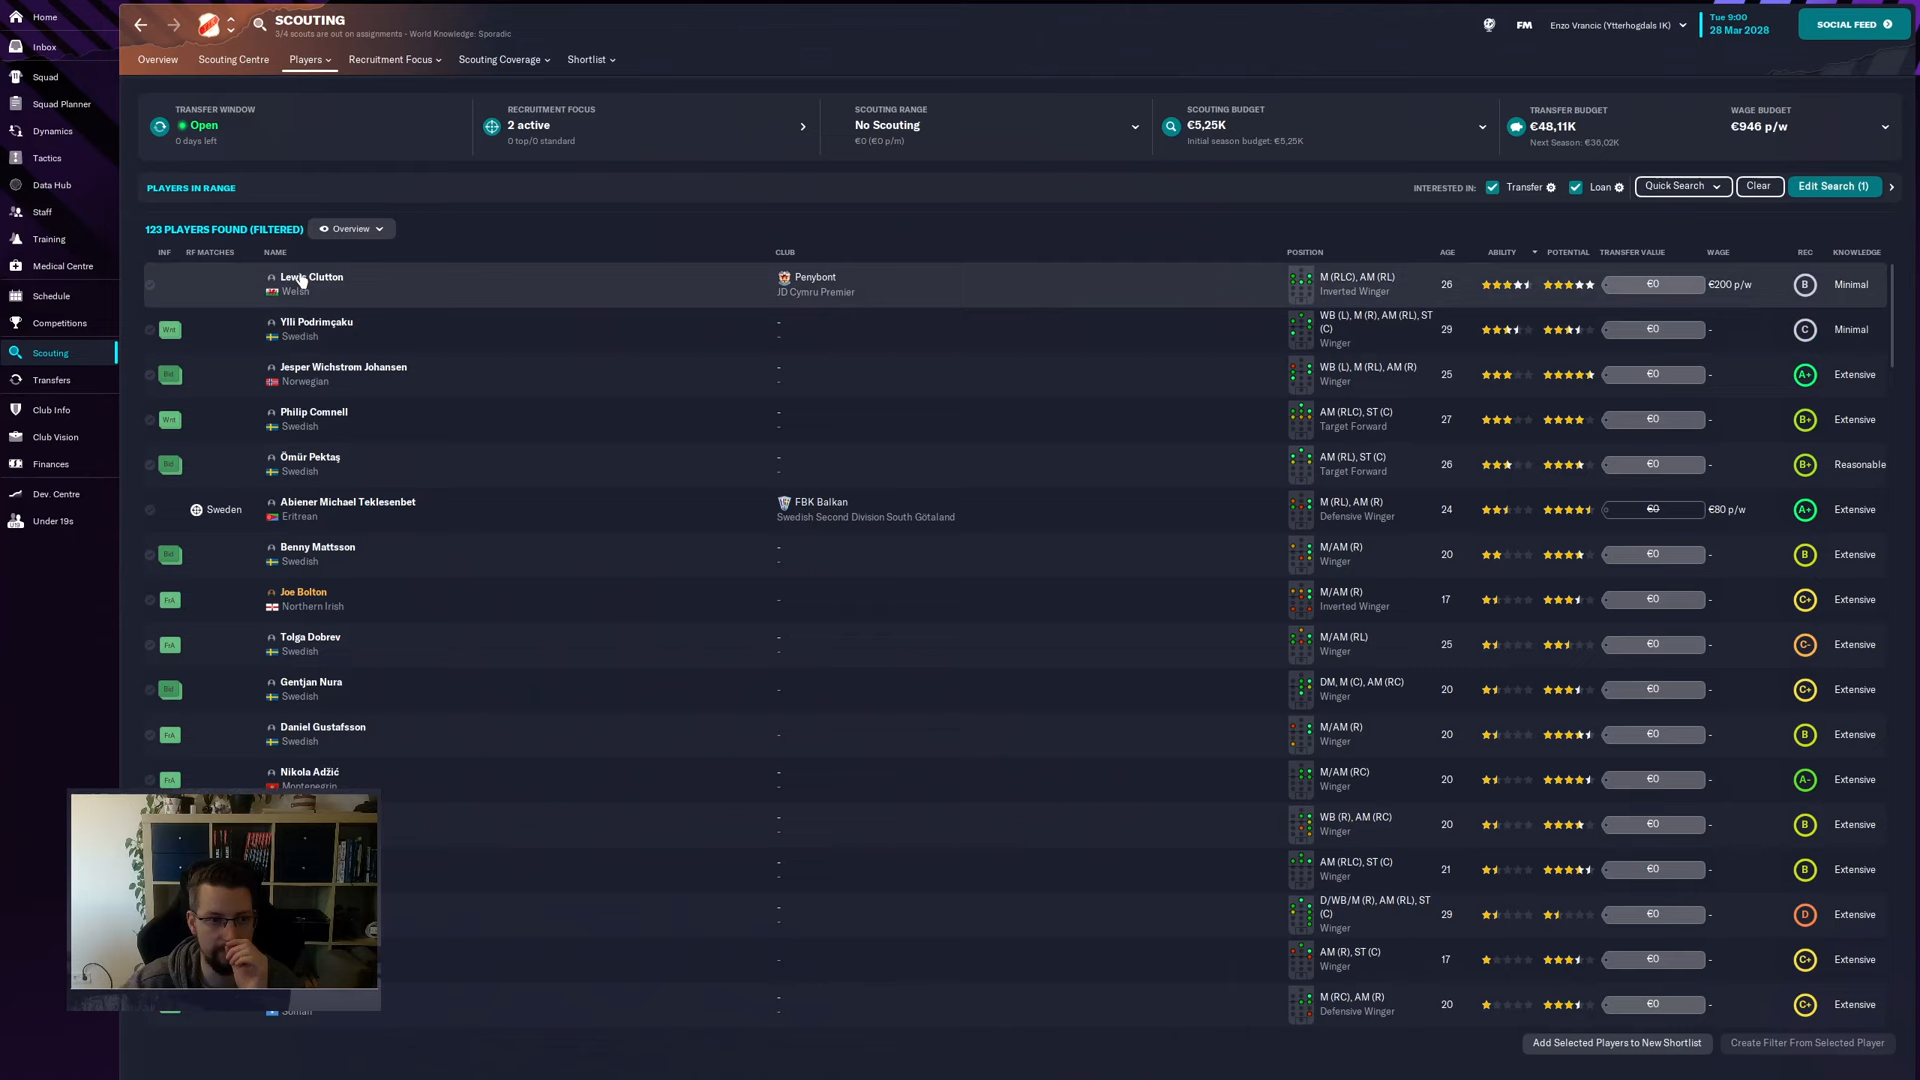 Home
Inbox
Squad
Squad Planner
Dynamics
Tactics
Data Hub
Staff
Training
Medical Centre
Schedule
Competitions
Scouting
Transfers
Club Info
Club Vision
Finances
Dev. Centre
Under 19s
SCOUTING
3/4 scouts are out on assignments - World Knowledge: Sporadic
FM
Enzo Vrancic (Ytterhogdals IK)
Tue 9:00
28 Mar 2028
SOCIAL FEED
Overview Scouting Centre Players Recruitment Focus Scouting Coverage Shortlist
TRANSFER WINDOW
Open
0 days left
RECRUITMENT FOCUS
2 active
0 top/0 standard
SCOUTING RANGE
No Scouting
€0 (€0 p/m)
SCOUTING BUDGET
€5,25K
Initial season budget: €5,25K
TRANSFER BUDGET
€48,11K
Next Season: €36,02K
WAGE BUDGET
€946 p/w
PLAYERS IN RANGE
INTERESTED IN: Transfer Loan Quick Search Clear Edit Search (1)
123 PLAYERS FOUND (FILTERED) Overview
INF RF MATCHES NAME CLUB POSITION AGE ABILITY POTENTIAL TRANSFER VALUE WAGE REC KNOWLEDGE
Lewis Clutton Penybont M (RLC), AM (RL) 26 €0 €200 p/w B Minimal
Welsh JD Cymru Premier Inverted Winger
Wnt Ylli Podrimçaku - WB (L), M (R), AM (RL), ST (C) 29 €0 - C Minimal
Swedish - Winger
Bid Jesper Wichstrøm Johansen - WB (L), M (RL), AM (R) 25 €0 - A+ Extensive
Norwegian - Winger
Wnt Philip Comnell - AM (RLC), ST (C) 27 €0 - B+ Extensive
Swedish - Target Forward
Bid Ömür Pektaş - AM (RL), ST (C) 26 €0 - B+ Reasonable
Swedish - Target Forward
Sweden Abiener Michael Teklesenbet FBK Balkan M (RL), AM (R) 24 €0 €80 p/w A+ Extensive
Eritrean Swedish Second Division South Götaland Defensive Winger
Bid Benny Mattsson - M/AM (R) 20 €0 - B Extensive
Swedish - Winger
FrA Joe Bolton - M/AM (R) 17 €0 - C+ Extensive
Northern Irish - Inverted Winger
FrA Tolga Dobrev - M/AM (RL) 25 €0 - C- Extensive
Swedish - Winger
Bid Gentjan Nura - DM, M (C), AM (RC) 20 €0 - C+ Extensive
Swedish - Winger
FrA Daniel Gustafsson - M/AM (R) 20 €0 - B Extensive
Swedish - Winger
FrA Nikola Adžić - M/AM (RC) 20 €0 - A- Extensive
Montenegrin - Winger
- WB (R), AM (RC) 20 €0 - B Extensive
- Winger
- AM (RLC), ST (C) 21 €0 - B Extensive
- Winger
- D/WB/M (R), AM (RL), ST (C) 29 €0 - D Extensive
- Winger
- AM (R), ST (C) 17 €0 - C+ Extensive
- Winger
- M (RC), AM (R) 20 €0 - C+ Extensive
Somali - Defensive Winger
Add Selected Players to New Shortlist Create Filter From Selected Player